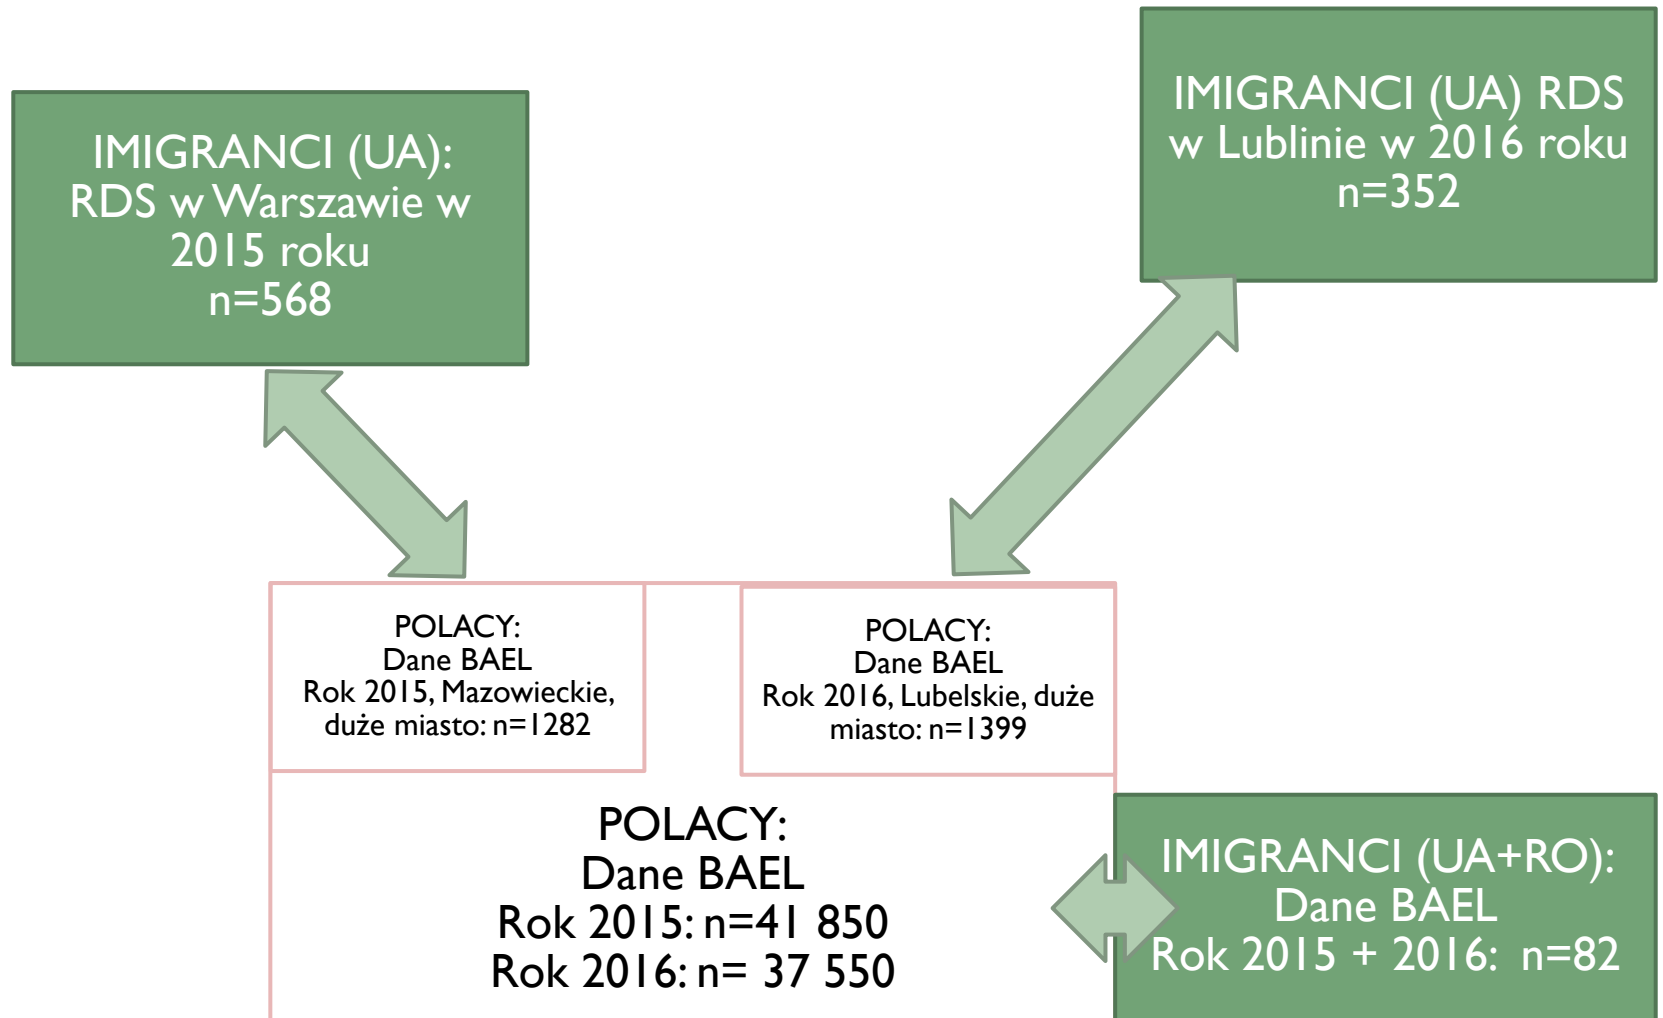 IMIGRANCI (UA):
RDS w Warszawie w
2015 roku
n=568
IMIGRANCI (UA) RDS
w Lublinie w 2016 roku
n=352
POLACY:
Dane BAEL
Rok 2015, Mazowieckie,
duże miasto: n=1282
POLACY:
Dane BAEL
Rok 2016, Lubelskie, duże
miasto: n=1399
POLACY:
Dane BAEL
Rok 2015: n=41 850
Rok 2016: n= 37 550
IMIGRANCI (UA+RO):
Dane BAEL
Rok 2015 + 2016: n=82